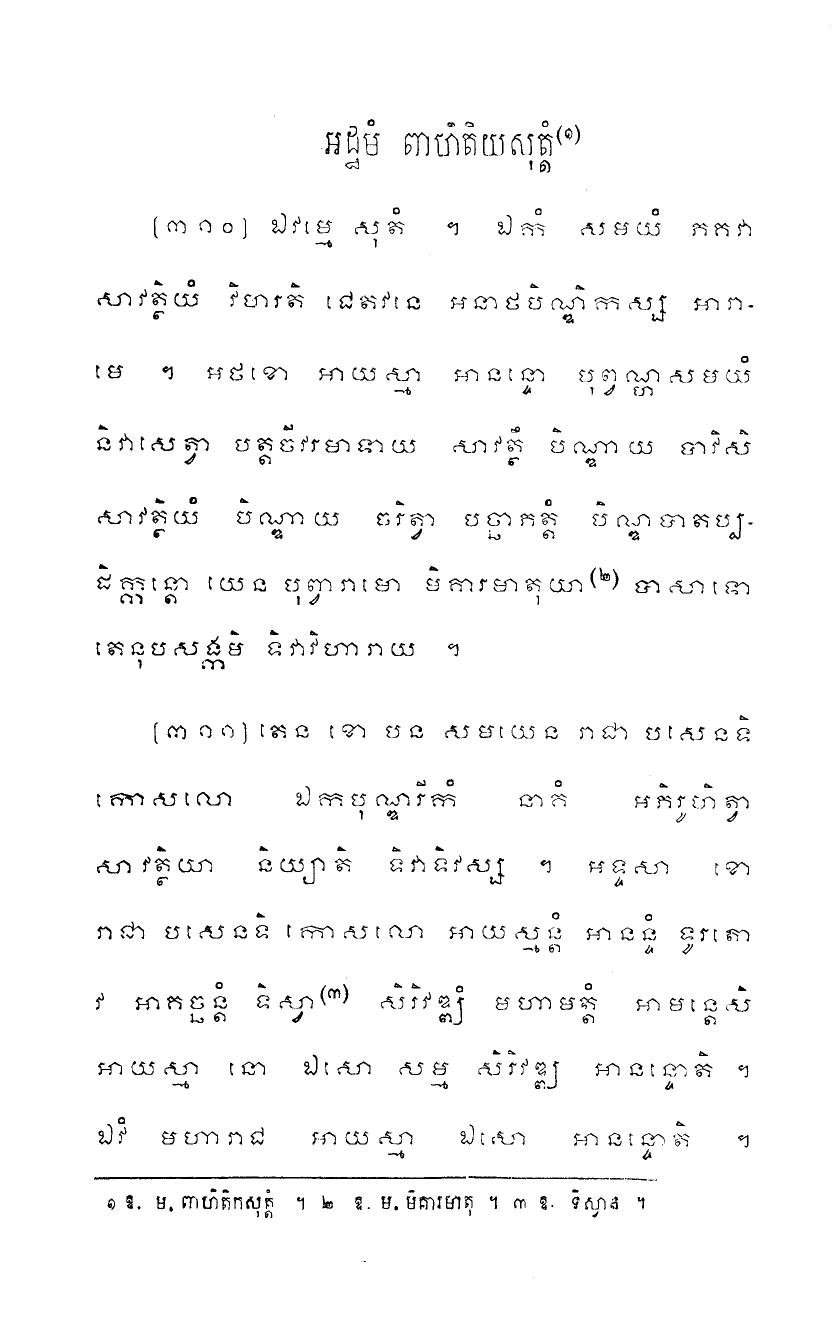 អដ្ឋមំ ពាហិតិយសុត្តំ(១)
[៣១០] ឯវម្មេ សុតំ ។ ឯកំ សមយំ ភគវា
សាវត្ថិយំ វិហរតិ ជេតវនេ អនាថបិណ្ឌិកស្ស អារា-
មេ ។ អថខោ អាយស្មា អានន្ទោ បុព្វណ្ហសមយំ
និវាសេត្វា បត្តចីវរមាទាយ សាវត្ថឹ បិណ្ឌាយ បាវិសិ
សាវត្ថិយំ បិណ្ឌាយ ចរិត្វា បច្ឆាភត្តំ បិណ្ឌបាតប្ប-
ដិក្កន្តោ យេន បុព្វារាមោ មិគារមាតុយា(២) បាសាទោ
តេនុបសង្កមិ ទិវាវិហារាយ ។
[៣១១] តេន ខោ បន សមយេន រាជា បសេនទិ
កោសលោ ឯកបុណ្ឌរីកំ នាគំ អភិរូហិត្វា
សាវត្ថិយា និយ្យាតិ ទិវាទិវស្ស ។ អទ្ទសា ខោ
រាជា បសេនទិ កោសលោ អាយស្មន្តំ អានន្ទំ ទូរតោ
វ អាគច្ឆន្តំ ទិស្វា(៣) សិរិវឌ្ឍំ មហាមត្តំ អាមន្តេសិ
អាយស្មា នោ ឯសោ សម្ម សិរិវឌ្ឍ អានន្ទោតិ ។
ឯវំ មហារាជ អាយស្មា ឯសោ អានន្ទោតិ ។
១ ឱ. ម. ពាហិតិកសុត្តំ ។ ២ ឱ. ម. មិគារមាតុ ។ ៣ ឱ. ទិស្វាន ។